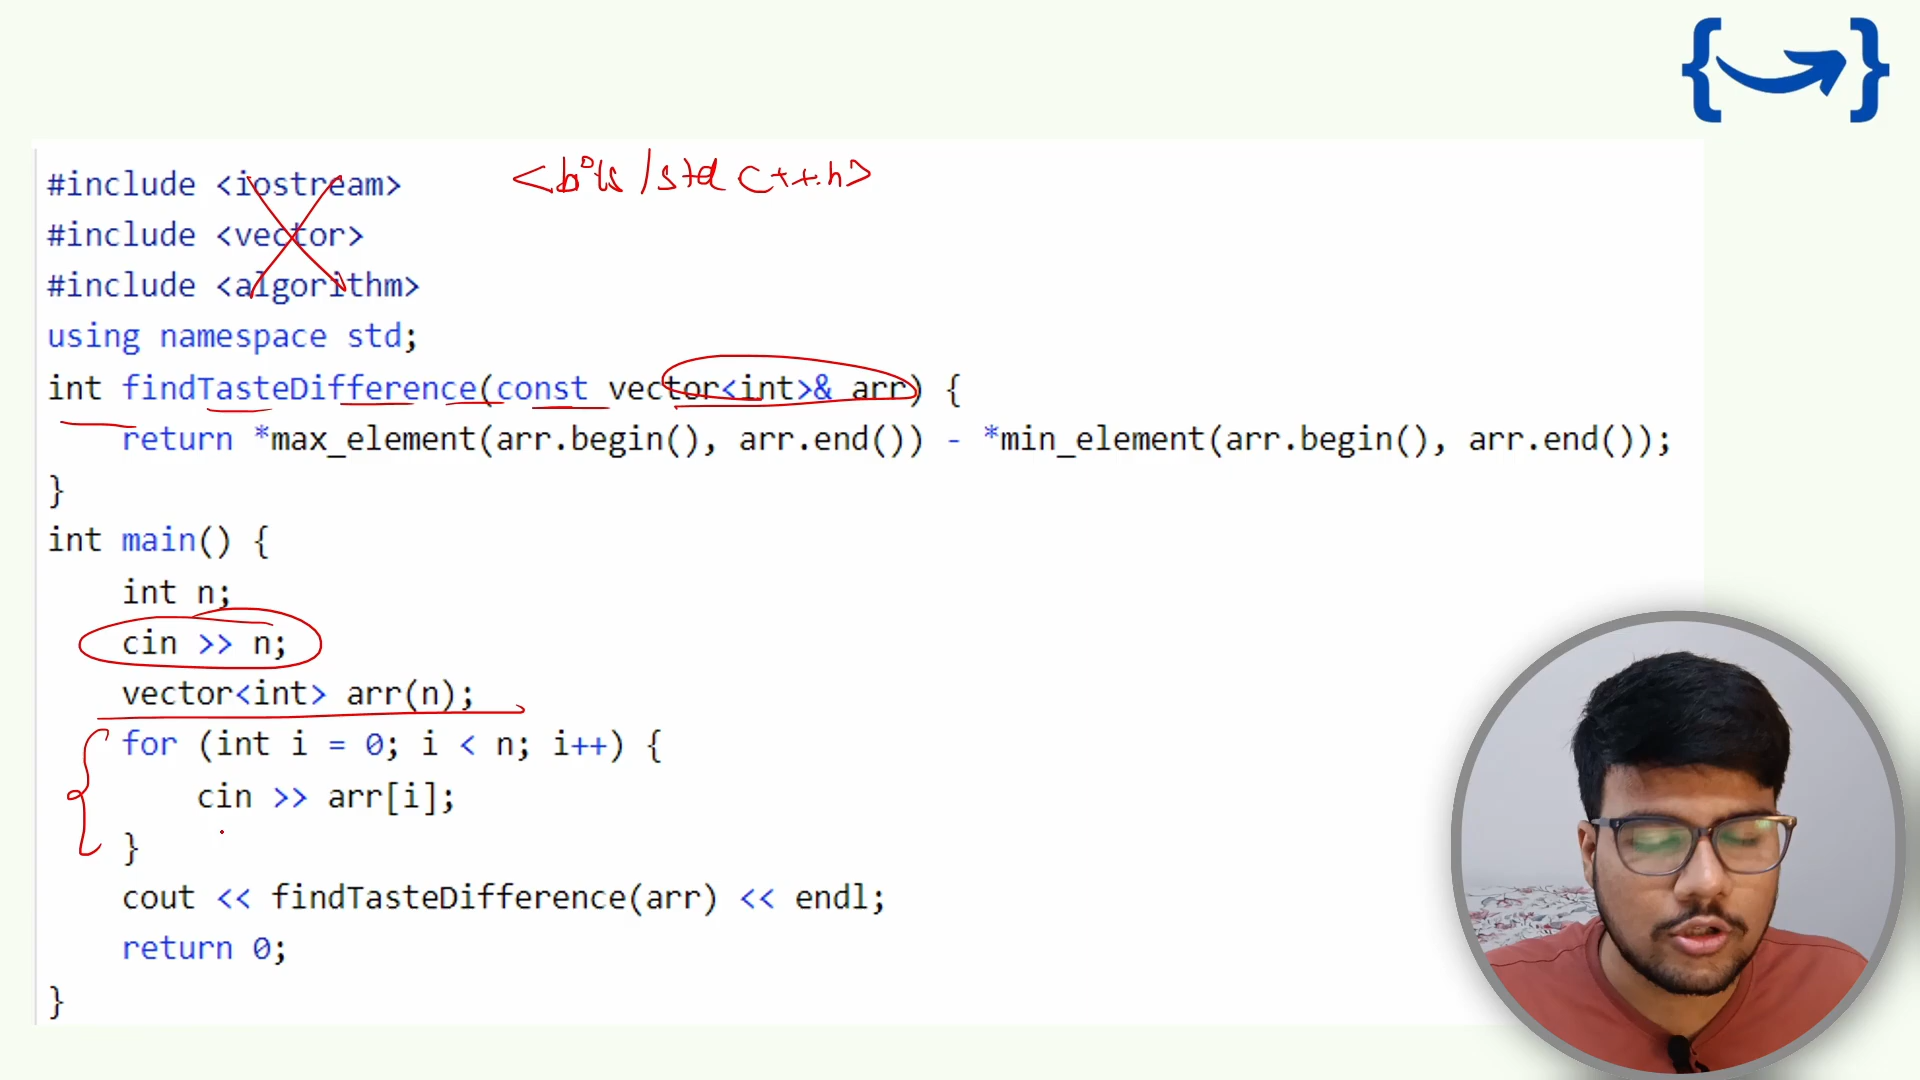 #include <iostream> <bits/stdc++.h>
#include <vector>
#include <algorithm>
using namespace std;
int findTasteDifference(const vector<int>& arr) {
    return *max_element(arr.begin(), arr.end()) - *min_element(arr.begin(), arr.end());
}
int main() {
    int n;
    cin >> n;
    vector<int> arr(n);
    for (int i = 0; i < n; i++) {
        cin >> arr[i];
    }
    cout << findTasteDifference(arr) << endl;
    return 0;
}